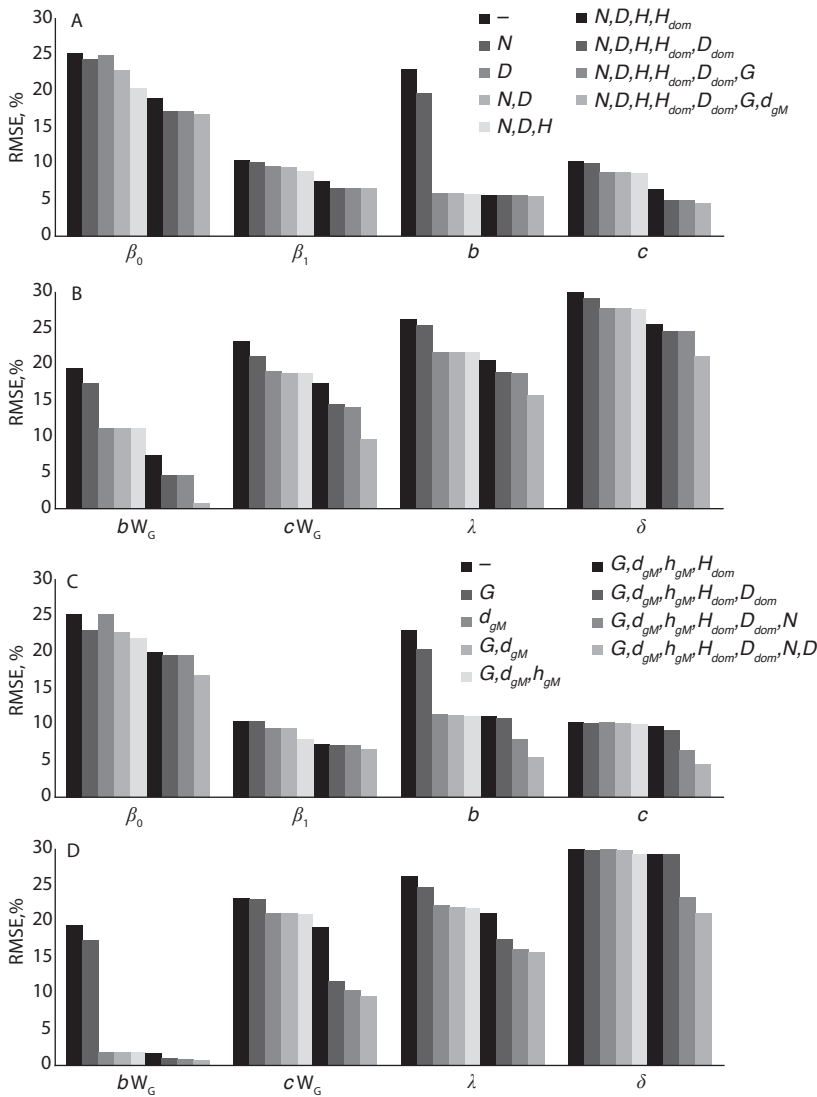 A
30
25
20
15
10
5
0
RMSE, %
–
N
D
N,D
N,D,H
N,D,H,Hdom
N,D,H,Hdom,Ddom
N,D,H,Hdom,Ddom,G
N,D,H,Hdom,Ddom,G,dgM
β0 β1 b c
B
30
25
20
15
10
5
0
RMSE,%
bWG cWG λ δ
C
30
25
20
15
10
5
0
RMSE, %
–
G
dgM
G,dgM
G,dgM,hgM
G,dgM,hgM,Hdom
G,dgM,hgM,Hdom,Ddom
G,dgM,hgM,Hdom,Ddom,N
G,dgM,hgM,Hdom,Ddom,N,D
β0 β1 b c
D
30
25
20
15
10
5
0
RMSE,%
bWG cWG λ δ